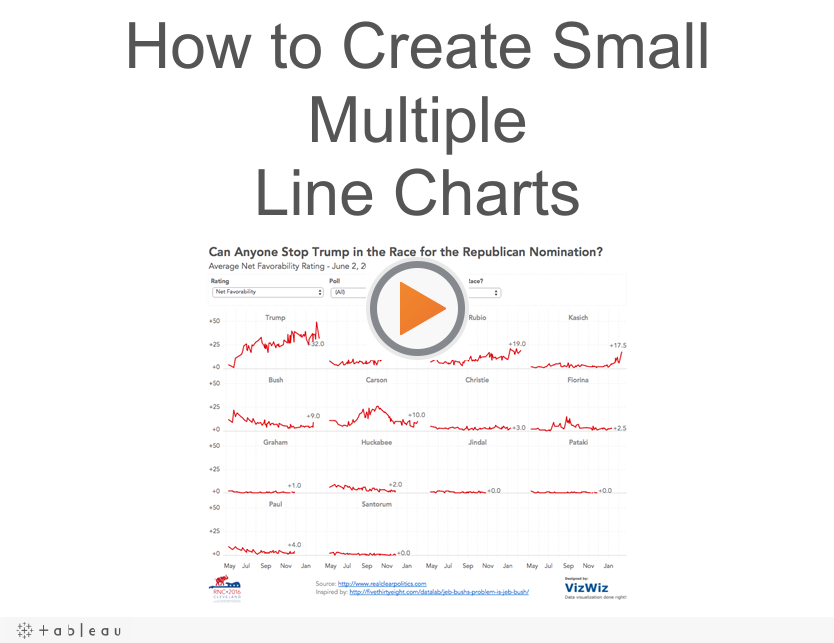 How to Create Small
Multiple
Line Charts
Can Anyone Stop Trump in the Race for the Republican Nomination?
Average Net Favorability Rating - June 2, 2
Rating Poll
Net Favorability (All)
Trump Rubio Kasich
+50
+25 32.0 +19.0 +17.5
+0
Bush Carson Christie Fiorina
+50
+25 +9.0 +10.0 +3.0 +2.5
+0
Graham Huckabee Jindal Pataki
+50
+25 +1.0 +2.0 +0.0 +0.0
+0
Paul Santorum
+50
+25 +4.0 +0.0
+0
May Jul Sep Nov Jan May Jul Sep Nov Jan May Jul Sep Nov Jan May Jul Sep Nov Jan
RNC•2016
CLEVELAND
Source: http://www.realclearpolitics.com
Inspired by: http://fivethirtyeight.com/datalab/jeb-bushs-problem-is-jeb-bush/
Designed by:
VizWiz
Data visualisation done right!
+ableau